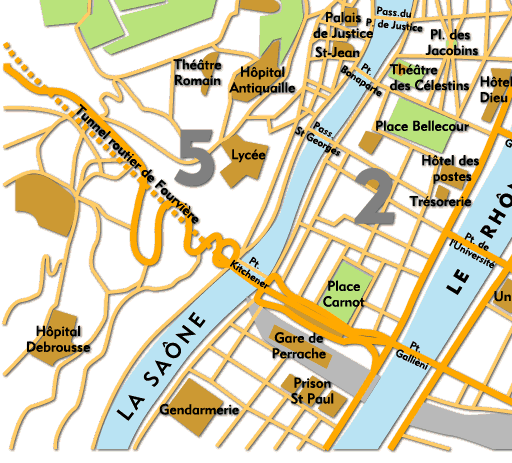 Palais
de Justice
St-Jean
Pass.du
P. de Justice
Pl. des
Jacobins
Théâtre
Romain
Hôpital
Antiquaille
Pt.
Bonaparte
Théâtre
des Célestins
Hôtel
Dieu
Place Bellecour
Pass.
St Georges
Tunnel routier de Fourvière
5
Lycée
Hôtel des
postes
2
Trésorerie
LE RHÔN
Pt. de
l'Université
Pt.
Kitchener
Place
Carnot
Un
LA SAÔNE
Hôpital
Debrousse
Gare de
Perrache
Pt.
Galliéni
Prison
St Paul
Gendarmerie